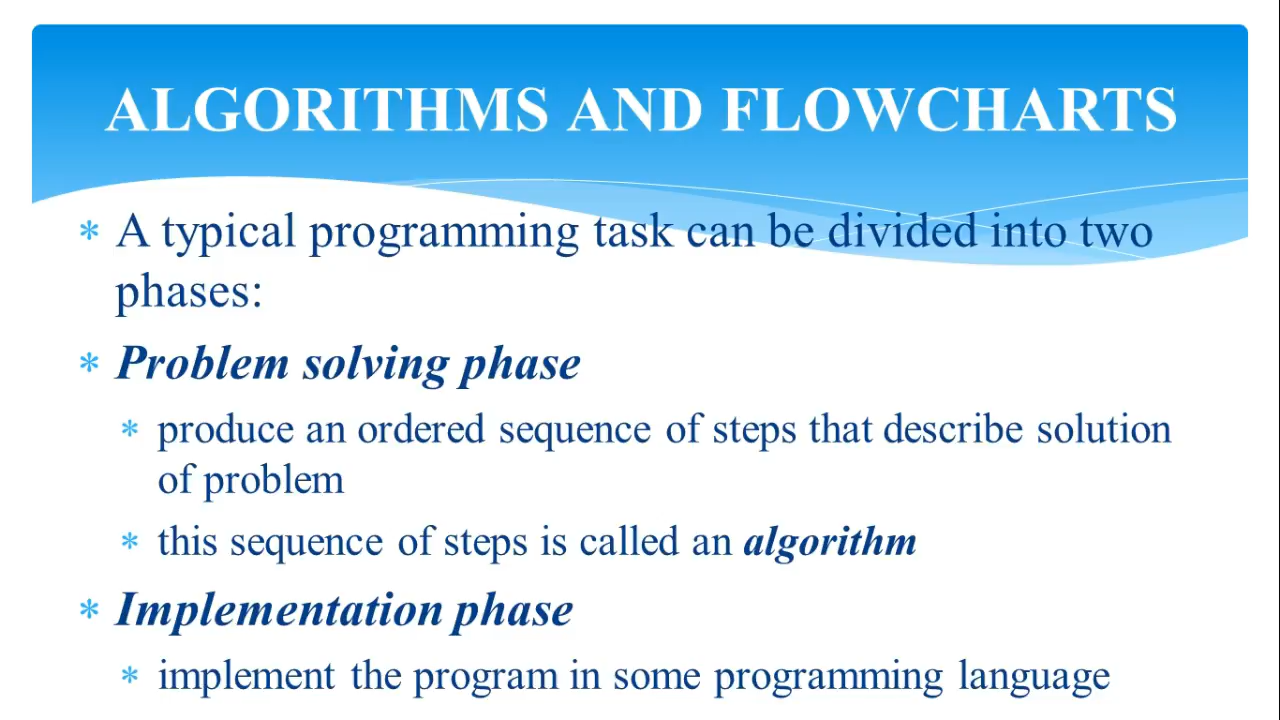 ALGORITHMS AND FLOWCHARTS
* A typical programming task can be divided into two
phases:
* Problem solving phase
* produce an ordered sequence of steps that describe solution
of problem
* this sequence of steps is called an algorithm
* Implementation phase
* implement the program in some programming language